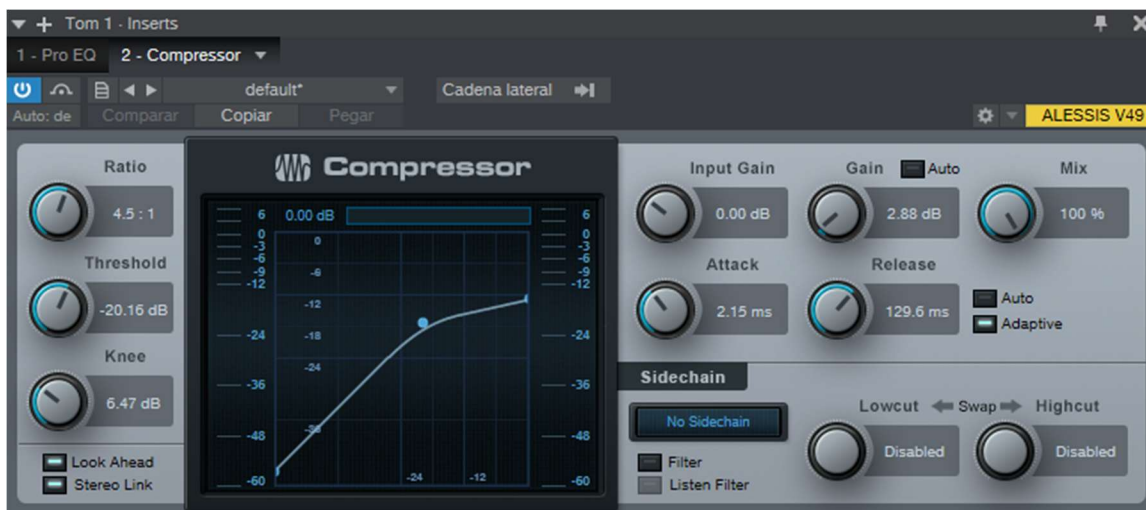 Tom 1 - Inserts
1 - Pro EQ 2 - Compressor
default* Cadena lateral
Auto: de Comparar Copiar Pegar ALESSIS V49
Compressor
Ratio
4.5 : 1
Threshold
-20.16 dB
Knee
6.47 dB
Look Ahead
Stereo Link
6 0.00 dB 6
0 0 0
-3 -3
-6 -6
-9 -6 -9
-12 -12
-12
-24 -18 -24
-24
-36 -36
-36
-48 -48
-60 -24 -12 -60
Input Gain Gain Auto Mix
0.00 dB 2.88 dB 100 %
Attack Release
2.15 ms 129.6 ms Auto
Adaptive
Sidechain
No Sidechain
Filter
Listen Filter
Lowcut Swap Highcut
Disabled Disabled